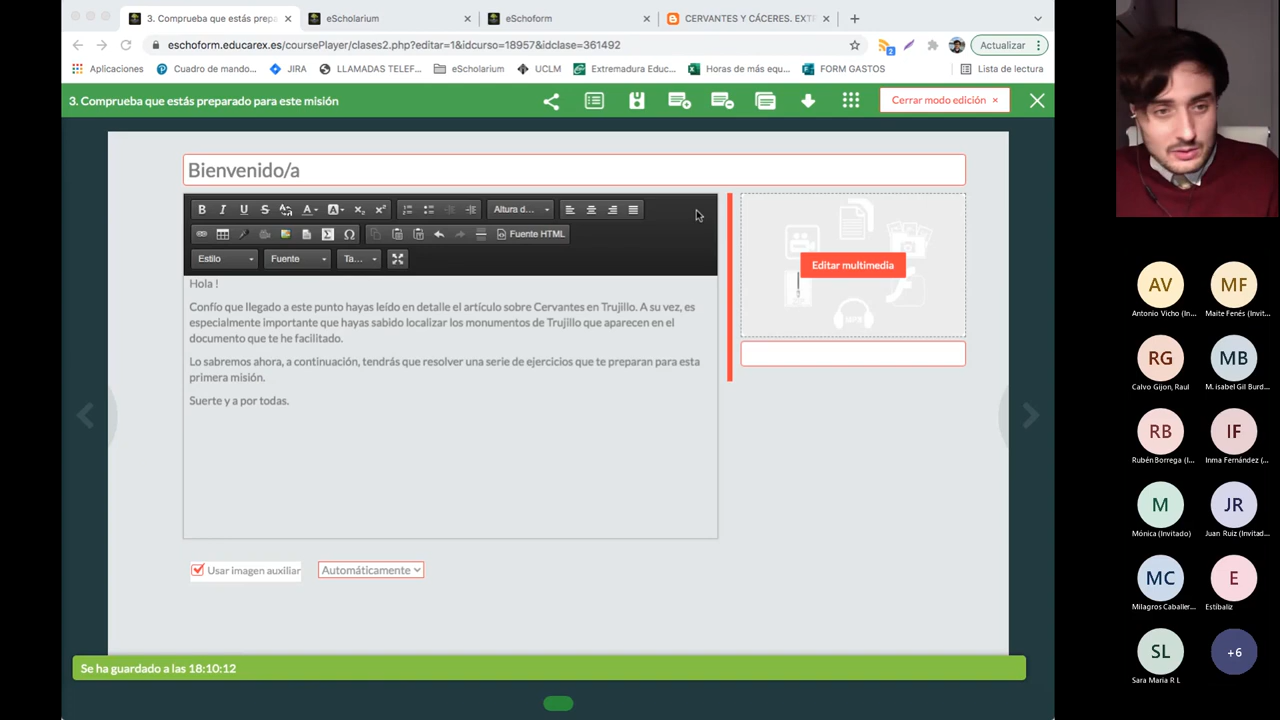 3. Comprueba que estás prepa
eScholarium
eSchoform
CERVANTES Y CÁCERES. EXTE
eschoform.educarex.es/coursePlayer/clases2.php?editar=1&idcurso=18957&idclase=361492
2
Actualizar
Aplicaciones
Cuadro de mando...
JIRA
LLAMADAS TELEF...
eScholarium
UCLM
Extremadura Educ...
Horas de más equ...
FORM GASTOS
Lista de lectura
3. Comprueba que estás preparado para este misión
Cerrar modo edición ×
Bienvenido/a
Altura d...
Fuente HTML
Estilo
Fuente
Ta...
Editar multimedia
Hola !
Confío que llegado a este punto hayas leído en detalle el artículo sobre Cervantes en Trujillo. A su vez, es
especialmente importante que hayas sabido localizar los monumentos de Trujillo que aparecen en el
documento que te he facilitado.
Lo sabremos ahora, a continuación, tendrás que resolver una serie de ejercicios que te preparan para esta
primera misión.
Suerte y a por todas.
Usar imagen auxiliar
Automáticamente
Se ha guardado a las 18:10:12
AV
MF
Antonio Vicho (In...
Maite Fenés (Invit...
RG
MB
Calvo Gijon, Raul
M. isabel Gil Burd...
RB
IF
Rubén Borrega (I...
Inma Fernández (...
M
JR
Mónica (Invitado)
Juan Ruiz (Invitad...
MC
E
Milagros Caballer...
Estíbaliz
SL
+6
Sara Maria R L